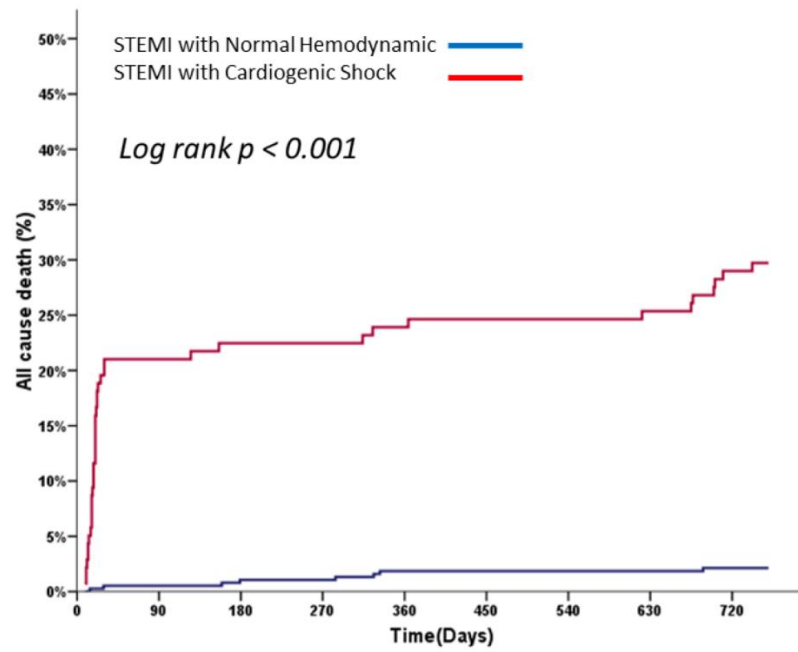 STEMI with Normal Hemodynamic
STEMI with Cardiogenic Shock
Log rank p < 0.001
All cause death (%)
50%
45%
40%
35%
30%
25%
20%
15%
10%
5%
0%
0 90 180 270 360 450 540 630 720
Time(Days)